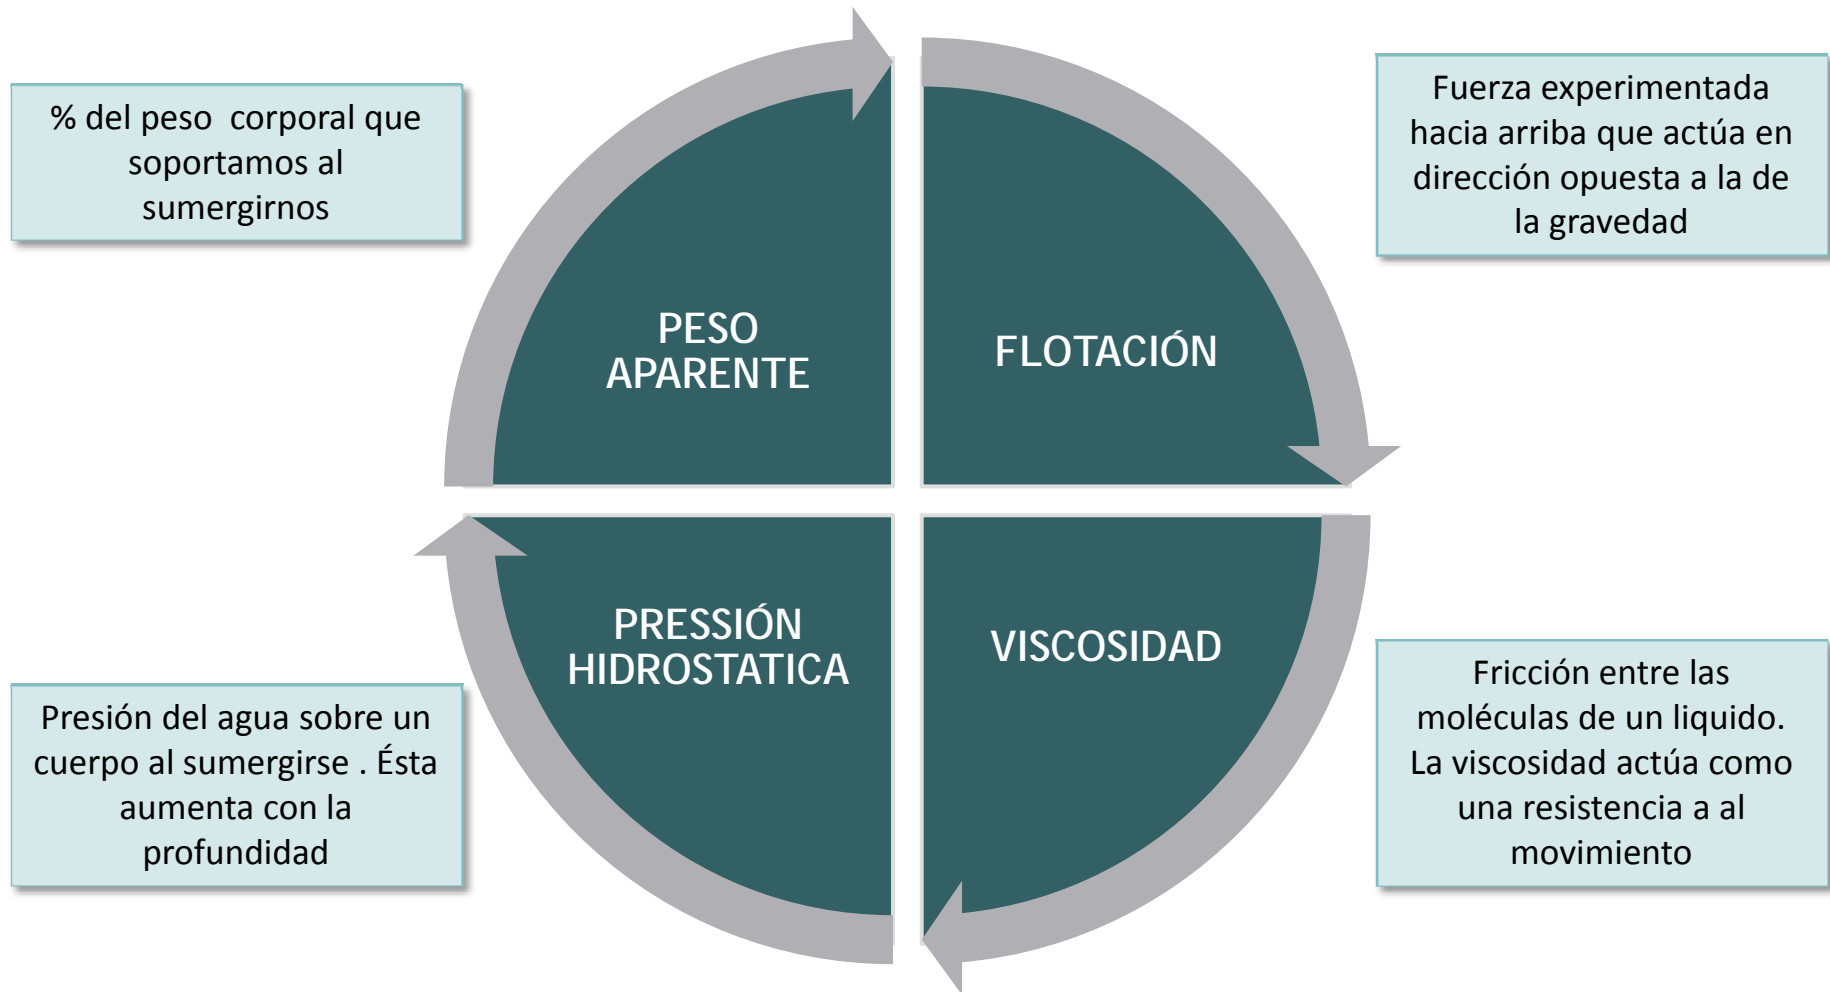 % del peso  corporal que
soportamos al
sumergirnos
PESO
APARENTE
FLOTACIÓN
Fuerza experimentada
hacia arriba que actúa en
dirección opuesta a la de
la gravedad
Presión del agua sobre un
cuerpo al sumergirse . Ésta
aumenta con la
profundidad
PRESSIÓN
HIDROSTATICA
VISCOSIDAD
Fricción entre las
moléculas de un liquido.
La viscosidad actúa como
una resistencia a al
movimiento